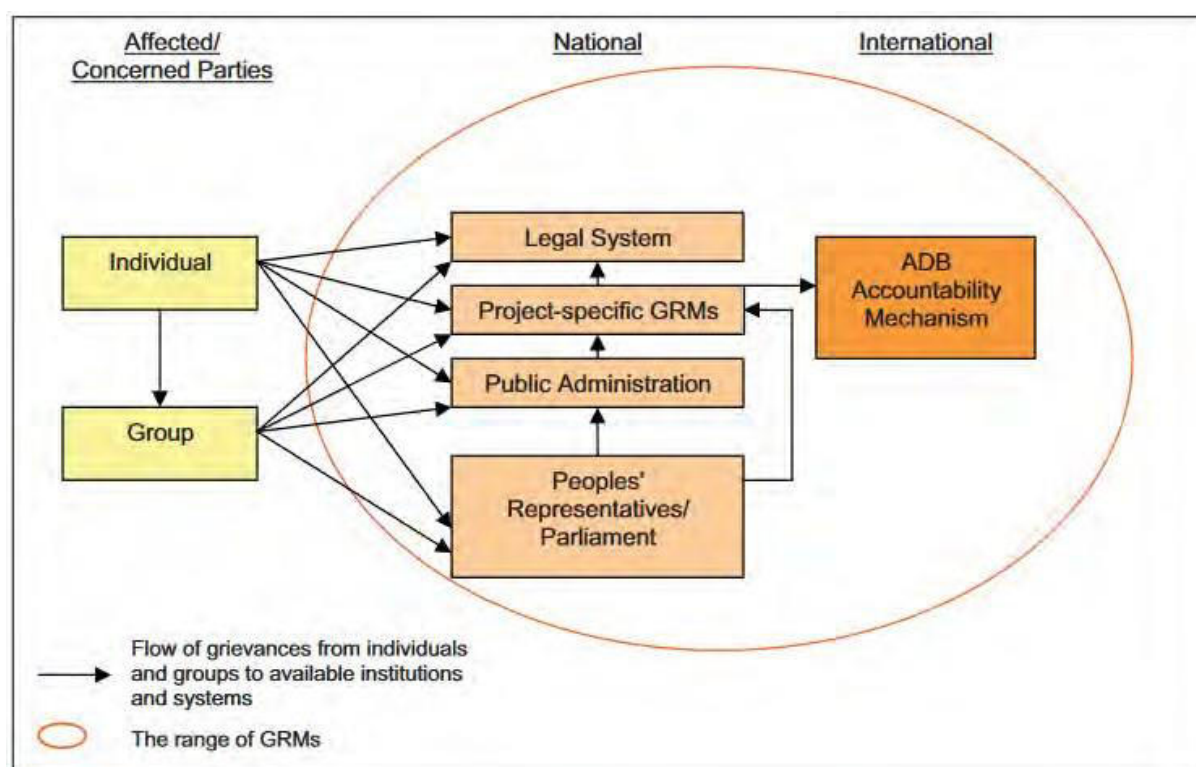 Affected/
Concerned Parties
National
International
Individual
Group
Legal System
Project-specific GRMs
Public Administration
Peoples'
Representatives/
Parliament
ADB
Accountability
Mechanism
Flow of grievances from individuals
and groups to available institutions
and systems
The range of GRMs